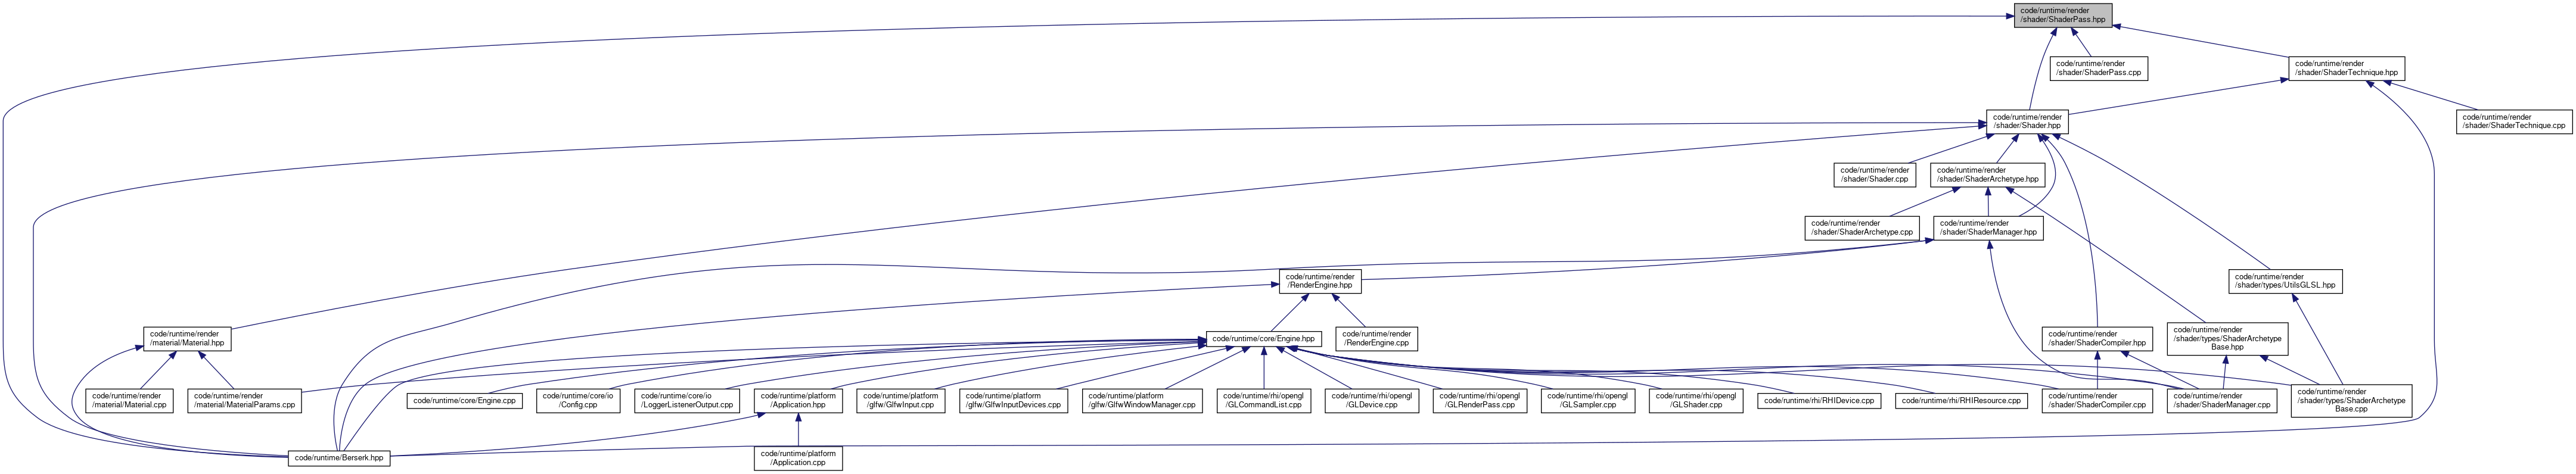 code/runtime/render
/shader/ShaderPass.hpp
code/runtime/render
/shader/ShaderPass.cpp
code/runtime/render
/shader/ShaderTechnique.hpp
code/runtime/render
/shader/Shader.hpp
code/runtime/render
/shader/ShaderTechnique.cpp
code/runtime/render
/shader/Shader.cpp
code/runtime/render
/shader/ShaderArchetype.hpp
code/runtime/render
/shader/ShaderArchetype.cpp
code/runtime/render
/shader/ShaderManager.hpp
code/runtime/render
/RenderEngine.hpp
code/runtime/render
/shader/types/UtilsGLSL.hpp
code/runtime/render
/material/Material.hpp
code/runtime/core/Engine.hpp
code/runtime/render
/RenderEngine.cpp
code/runtime/render
/shader/ShaderCompiler.hpp
code/runtime/render
/shader/types/ShaderArchetype
Base.hpp
code/runtime/render
/material/Material.cpp
code/runtime/render
/material/MaterialParams.cpp
code/runtime/core/Engine.cpp
code/runtime/core/io
/Config.cpp
code/runtime/core/io
/LoggerListenerOutput.cpp
code/runtime/platform
/Application.hpp
code/runtime/platform
/glfw/GlfwInput.cpp
code/runtime/platform
/glfw/GlfwInputDevices.cpp
code/runtime/platform
/glfw/GlfwWindowManager.cpp
code/runtime/rhi/opengl
/GLCommandList.cpp
code/runtime/rhi/opengl
/GLDevice.cpp
code/runtime/rhi/opengl
/GLRenderPass.cpp
code/runtime/rhi/opengl
/GLSampler.cpp
code/runtime/rhi/opengl
/GLShader.cpp
code/runtime/rhi/RHIDevice.cpp
code/runtime/rhi/RHIResource.cpp
code/runtime/render
/shader/ShaderCompiler.cpp
code/runtime/render
/shader/ShaderManager.cpp
code/runtime/render
/shader/types/ShaderArchetype
Base.cpp
code/runtime/Berserk.hpp
code/runtime/platform
/Application.cpp